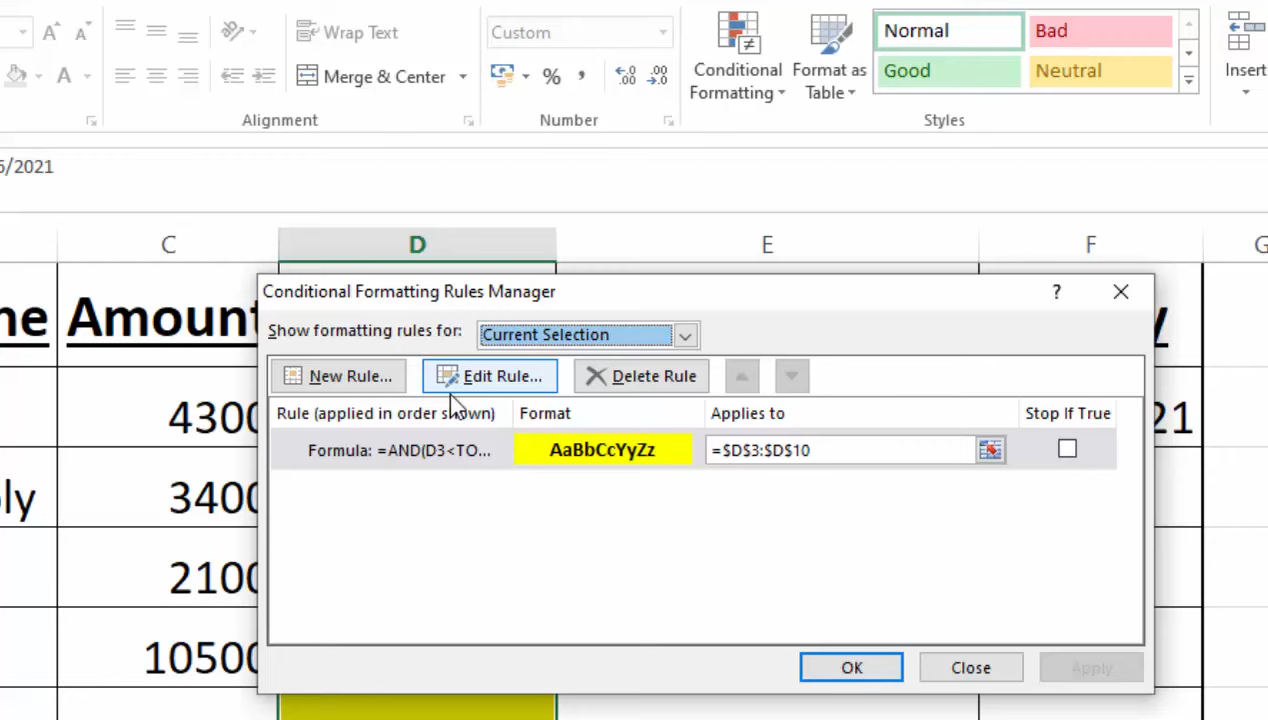 Wrap Text
Custom
Normal
Bad
Merge & Center
%
Conditional Formatting
Format as Table
Good
Neutral
Insert
Alignment
Number
Styles
5/2021
C
D
E
F
G
Conditional Formatting Rules Manager
?
Show formatting rules for:
Current Selection
ne
Amount
y
New Rule...
Edit Rule...
Delete Rule
Rule (applied in order shown)
Format
Applies to
Stop If True
4300
21
Formula: =AND(D3<TO...
AaBbCcYyZz
=$D$3:$D$10
ply
3400
2100
10500
OK
Close
Apply